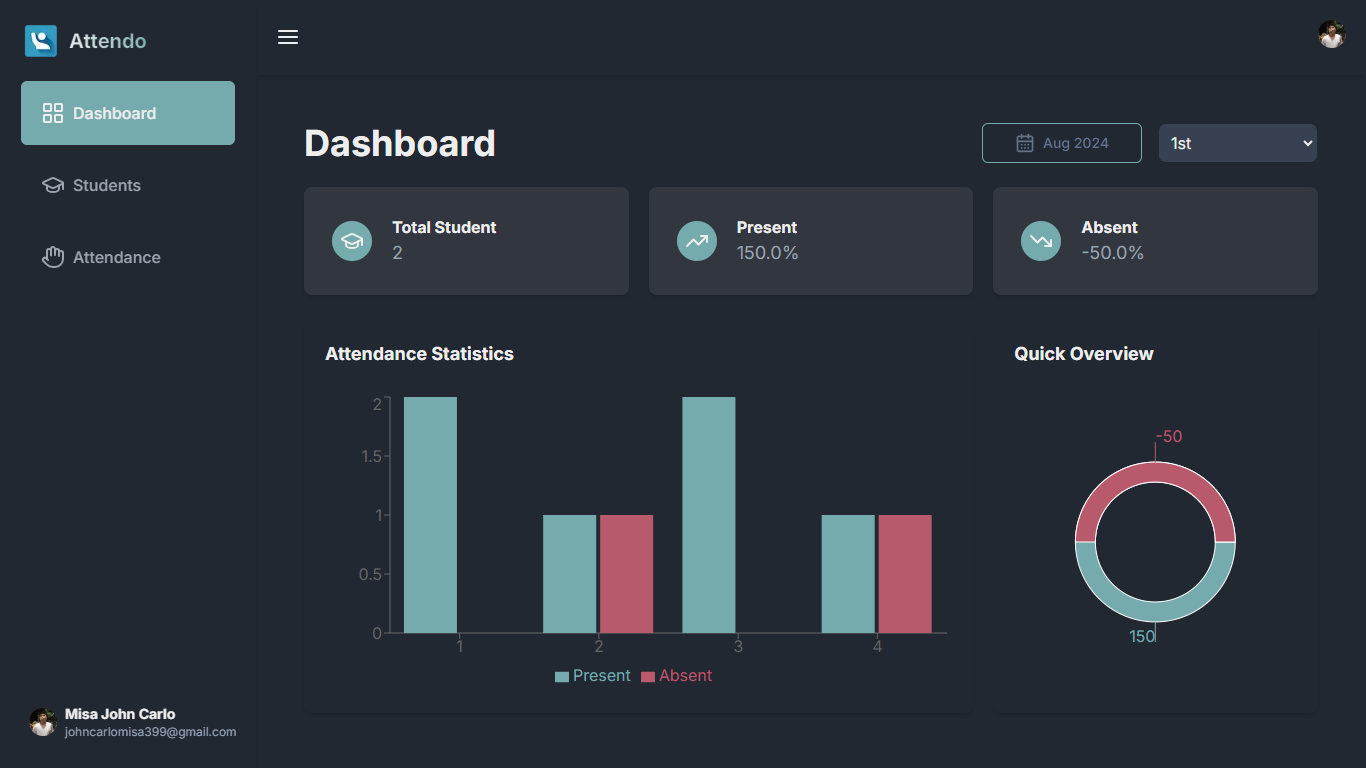 Attendo
Dashboard
Students
Attendance
Dashboard
Aug 2024
1st
Total Student
2
Present
150.0%
Absent
-50.0%
Attendance Statistics
2
1.5
1
0.5
0
1 2 3 4
Present Absent
Quick Overview
-50
150
Misa John Carlo
johncarlomisa399@gmail.com